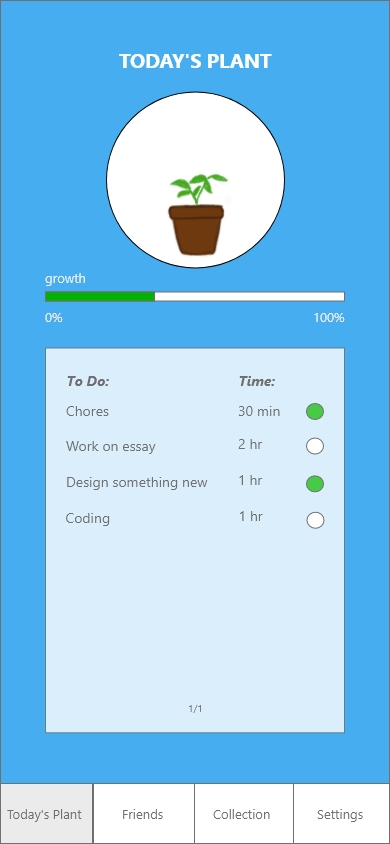 TODAY'S PLANT
growth
0% 100%
To Do: Time:
Chores 30 min
Work on essay 2 hr
Design something new 1 hr
Coding 1 hr
1/1
Today's Plant Friends Collection Settings